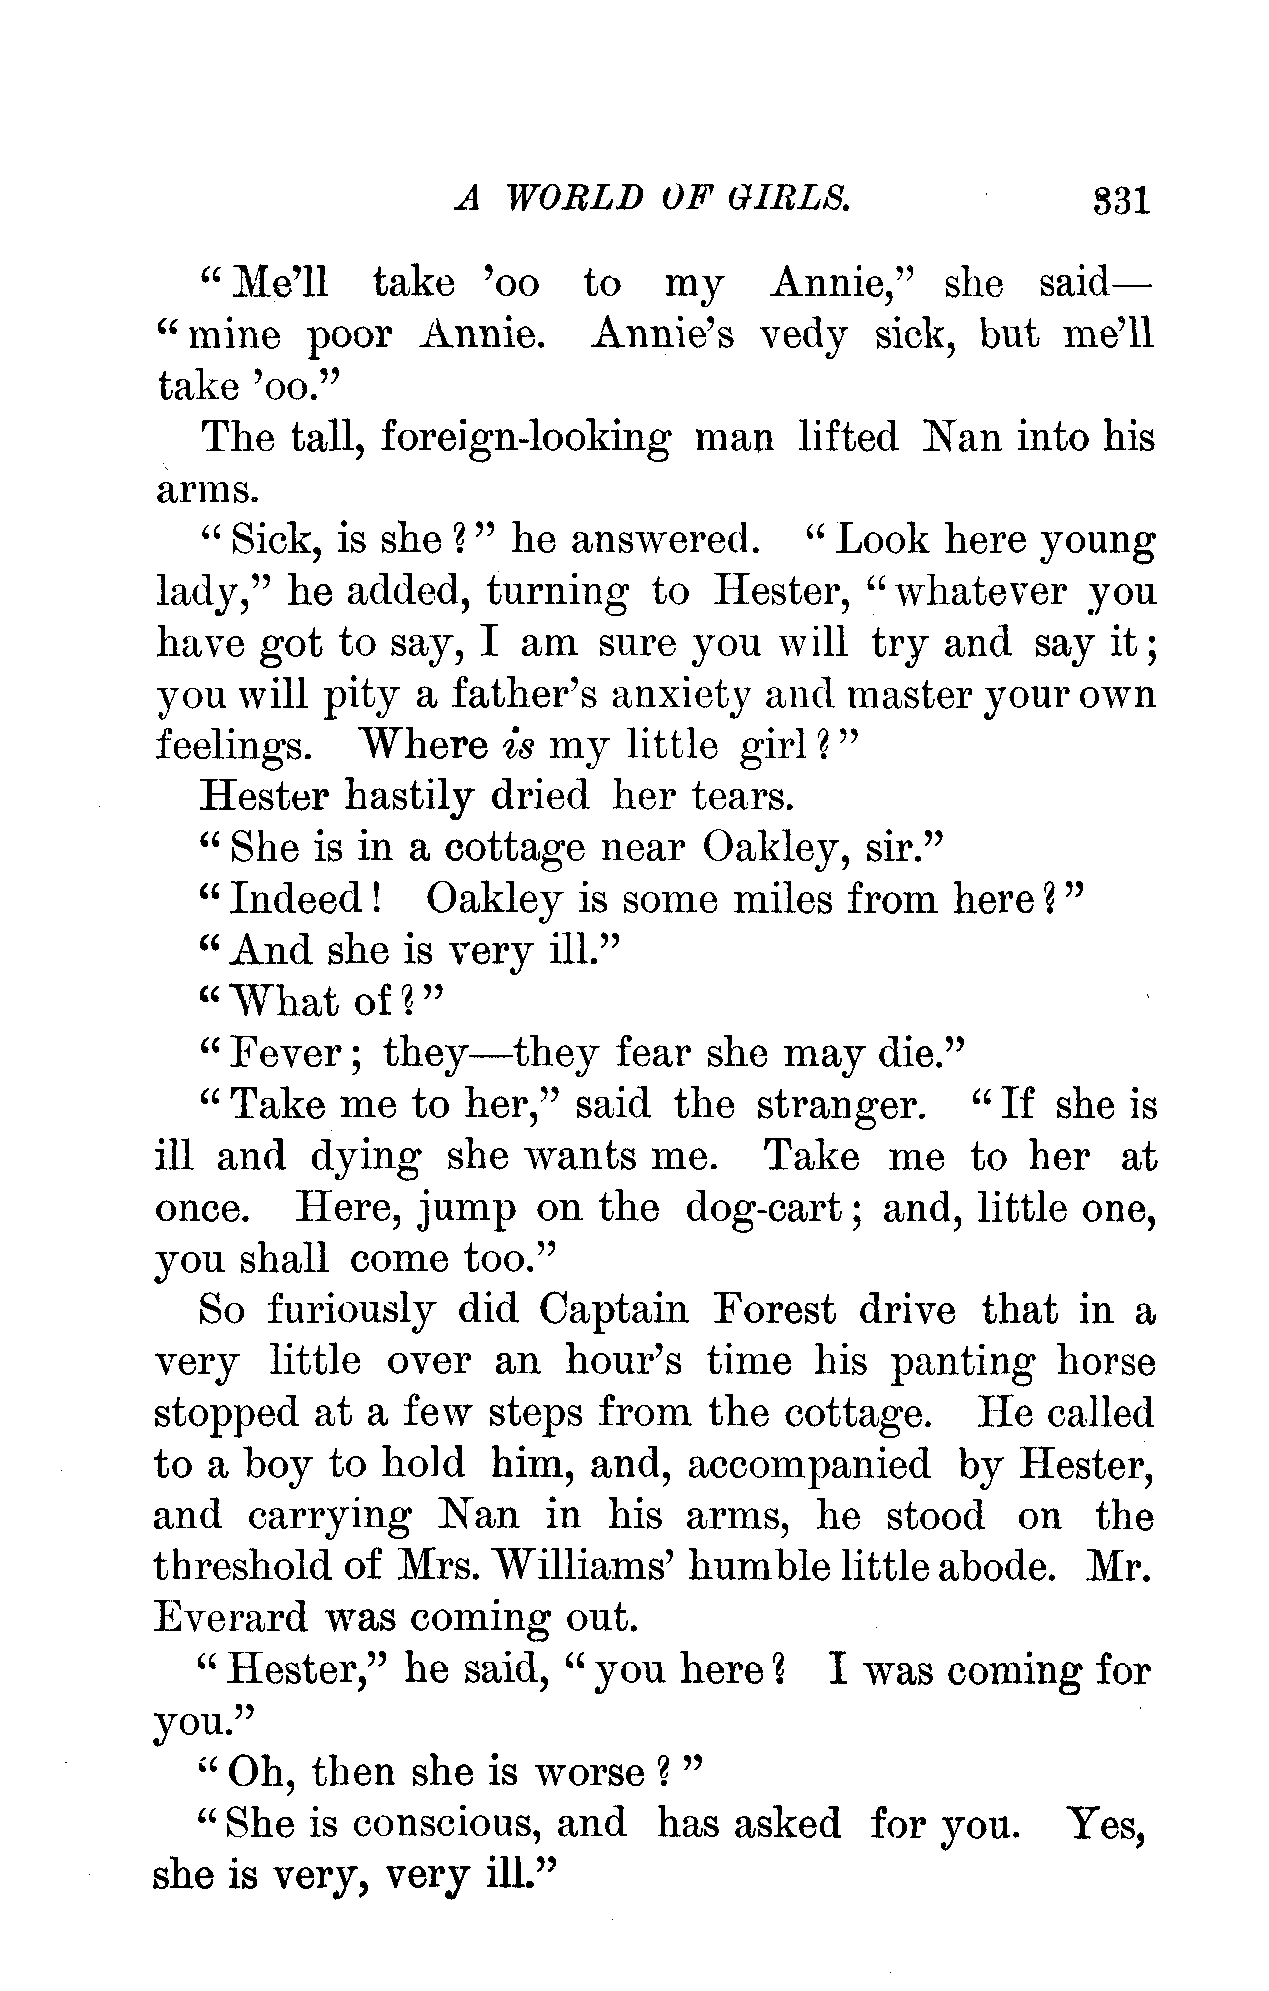 A WORLD OF GIRLS. 331
“Me’ll take ’oo to my Annie,” she said—
“mine poor Annie. Annie’s vedy sick, but me’ll
take ’oo.”
The tall, foreign-looking man lifted Nan into his
arms.
“Sick, is she?” he answered. “Look here young
lady,” he added, turning to Hester, “whatever you
have got to say, I am sure you will try and say it;
you will pity a father’s anxiety and master your own
feelings. Where is my little girl?”
Hester hastily dried her tears.
“She is in a cottage near Oakley, sir.”
“Indeed! Oakley is some miles from here?”
“And she is very ill.”
“What of?”
“Fever; they—they fear she may die.”
“Take me to her,” said the stranger. “If she is
ill and dying she wants me. Take me to her at
once. Here, jump on the dog-cart; and, little one,
you shall come too.”
So furiously did Captain Forest drive that in a
very little over an hour’s time his panting horse
stopped at a few steps from the cottage. He called
to a boy to hold him, and, accompanied by Hester,
and carrying Nan in his arms, he stood on the
threshold of Mrs. Williams’ humble little abode. Mr.
Everard was coming out.
“Hester,” he said, “you here? I was coming for
you.”
“Oh, then she is worse?”
“She is conscious, and has asked for you. Yes,
she is very, very ill.”